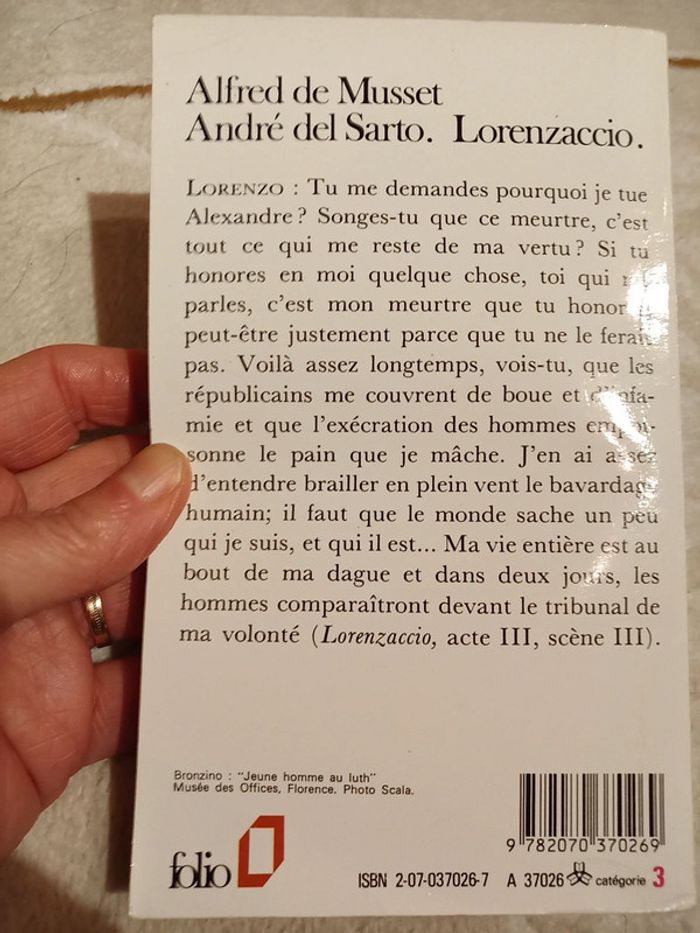 Alfred de Musset
André del Sarto. Lorenzaccio.
LORENZO : Tu me demandes pourquoi je tue
Alexandre ? Songes-tu que ce meurtre, c'est
tout ce qui me reste de ma vertu ? Si tu
honores en moi quelque chose, toi qui
parles, c'est mon meurtre que tu
peut-être justement parce que tu ne le ferais
pas. Voilà assez longtemps, vois-tu, que les
républicains me couvrent de boue et d'infa-
mie et que l'exécration des hommes empoi-
sonne le pain que je mâche. J'en ai assez
d'entendre brailler en plein vent le bavardage
humain; il faut que le monde sache un peu
qui je suis, et qui il est... Ma vie entière est au
bout de ma dague et dans deux jours, les
hommes comparaîtront devant le tribunal de
ma volonté (Lorenzaccio, acte III, scène III).
Bronzino : "Jeune homme au luth"
Musée des Offices, Florence. Photo Scala.
9 782070 370269
folio
ISBN 2-07-037026-7 A 37026 catégorie 3